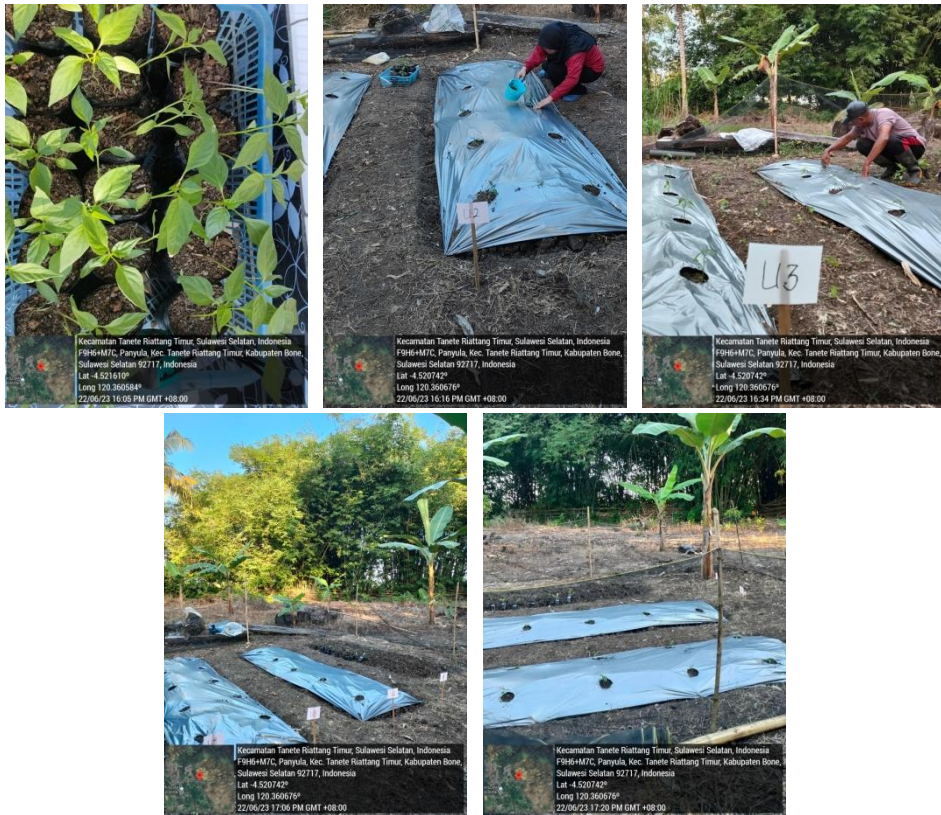 Kecamatan Tanete Riattang Timur, Sulawesi Selatan, Indonesia
F9H6+M7C, Panyula, Kec. Tanete Riattang Timur, Kabupaten Bone,
Sulawesi Selatan 92717, Indonesia
Lat -4.521610°
Long 120.360584°
22/06/23 16:05 PM GMT +08:00
U2
Kecamatan Tanete Riattang Timur, Sulawesi Selatan, Indonesia
F9H6+M7C, Panyula, Kec. Tanete Riattang Timur, Kabupaten Bone,
Sulawesi Selatan 92717, Indonesia
Lat -4.520742°
Long 120.360676°
22/06/23 16:16 PM GMT +08:00
U3
Kecamatan Tanete Riattang Timur, Sulawesi Selatan, Indonesia
F9H6+M7C, Panyula, Kec. Tanete Riattang Timur, Kabupaten Bone,
Sulawesi Selatan 92717, Indonesia
Lat -4.520742°
Long 120.360676°
22/06/23 16:34 PM GMT +08:00
Kecamatan Tanete Riattang Timur, Sulawesi Selatan, Indonesia
F9H6+M7C, Panyula, Kec. Tanete Riattang Timur, Kabupaten Bone,
Sulawesi Selatan 92717, Indonesia
Lat -4.520742°
Long 120.360676°
22/06/23 17:06 PM GMT +08:00
Kecamatan Tanete Riattang Timur, Sulawesi Selatan, Indonesia
F9H6+M7C, Panyula, Kec. Tanete Riattang Timur, Kabupaten Bone,
Sulawesi Selatan 92717, Indonesia
Lat -4.520742°
Long 120.360676°
22/06/23 17:20 PM GMT +08:00